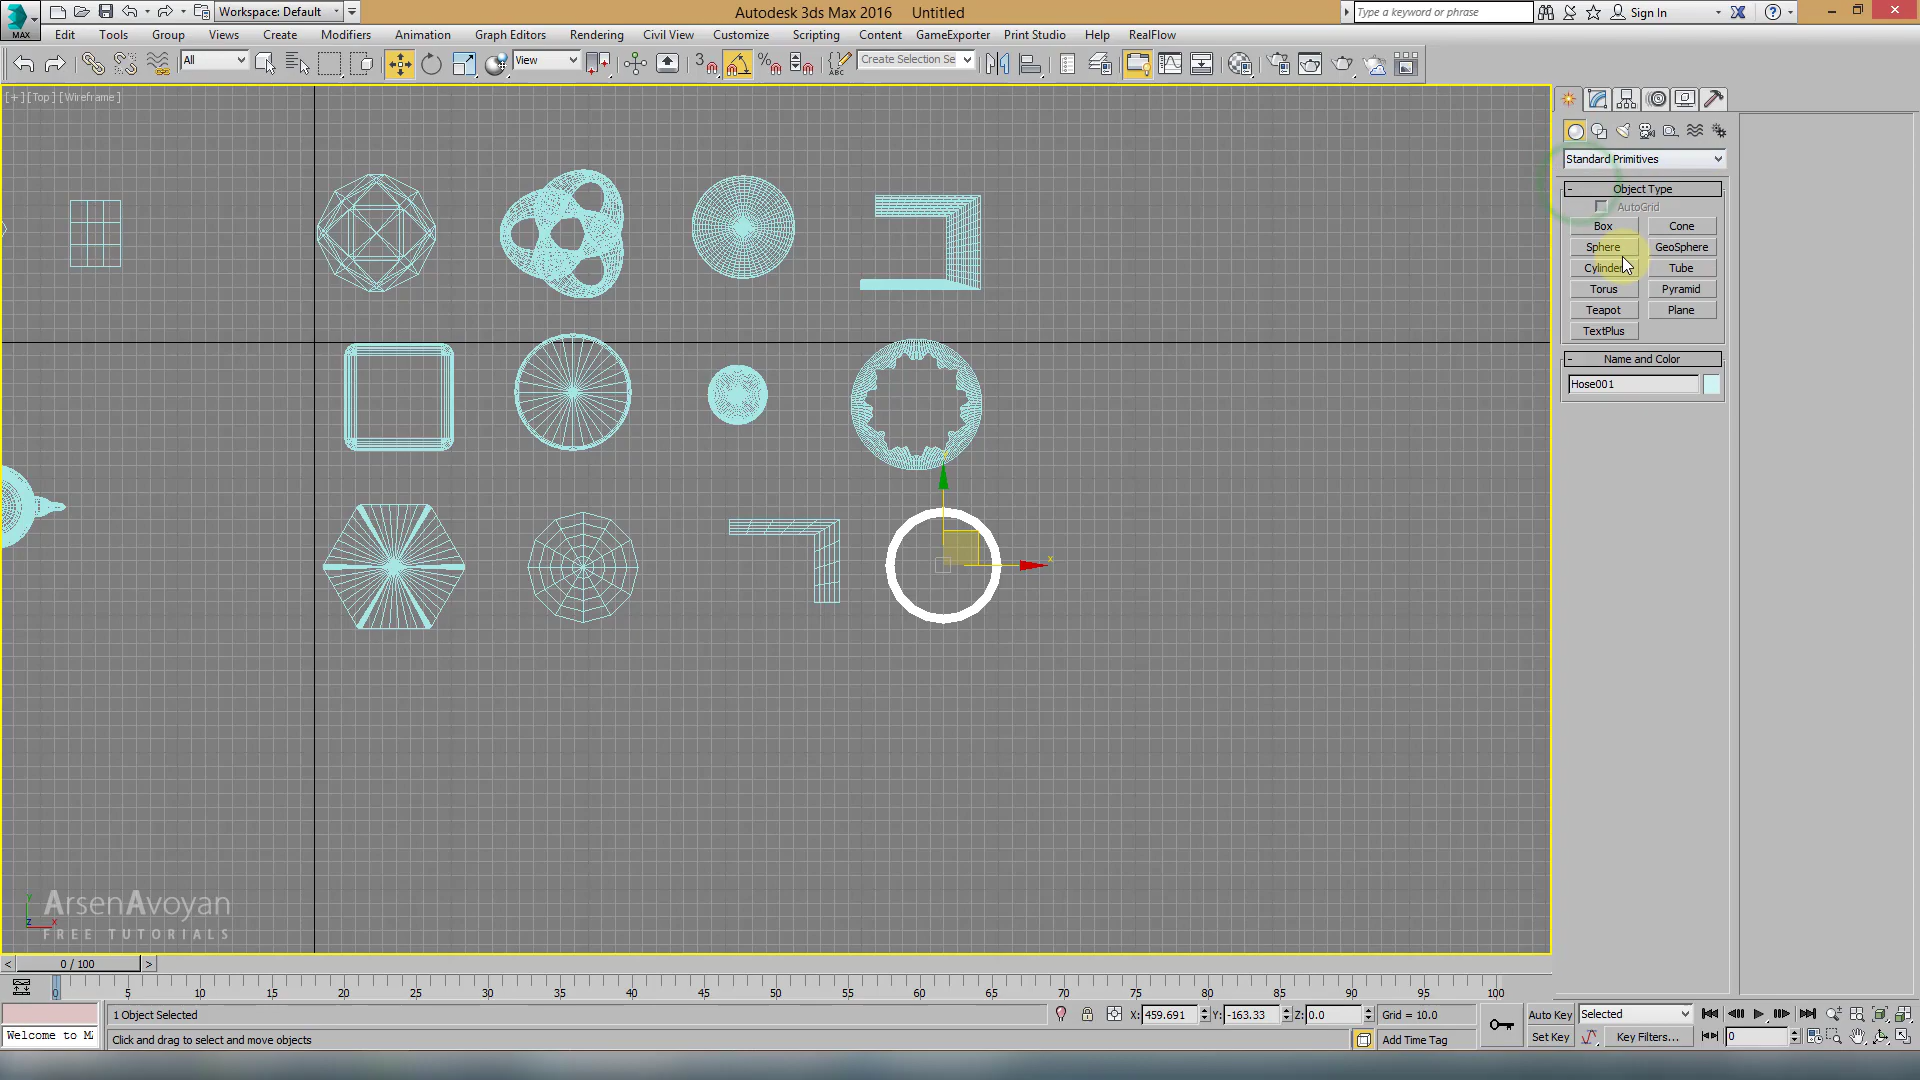 Autodesk 3ds Max 2016 Untitled
Workspace: Default
Type a keyword or phrase
Sign In
MAX
Edit Tools Group Views Create Modifiers Animation Graph Editors Rendering Civil View Customize Scripting Content GameExporter Print Studio Help RealFlow
All
View
3
ABC
Create Selection Se
[+][Top][Wireframe]
Standard Primitives
- Object Type
AutoGrid
Box Cone
Sphere GeoSphere
Cylinder Tube
Torus Pyramid
Teapot Plane
TextPlus
- Name and Color
Hose001
y
x
y
z x
ArsenAvoyan
FREE TUTORIALS
< 0 / 100 >
0 5 10 15 20 25 30 35 40 45 50 55 60 65 70 75 80 85 90 95 100
1 Object Selected
X: 459.691 Y: -163.33 Z: 0.0 Grid = 10.0
Auto Key Selected
Welcome to M
Click and drag to select and move objects
Add Time Tag
Set Key Key Filters... 0